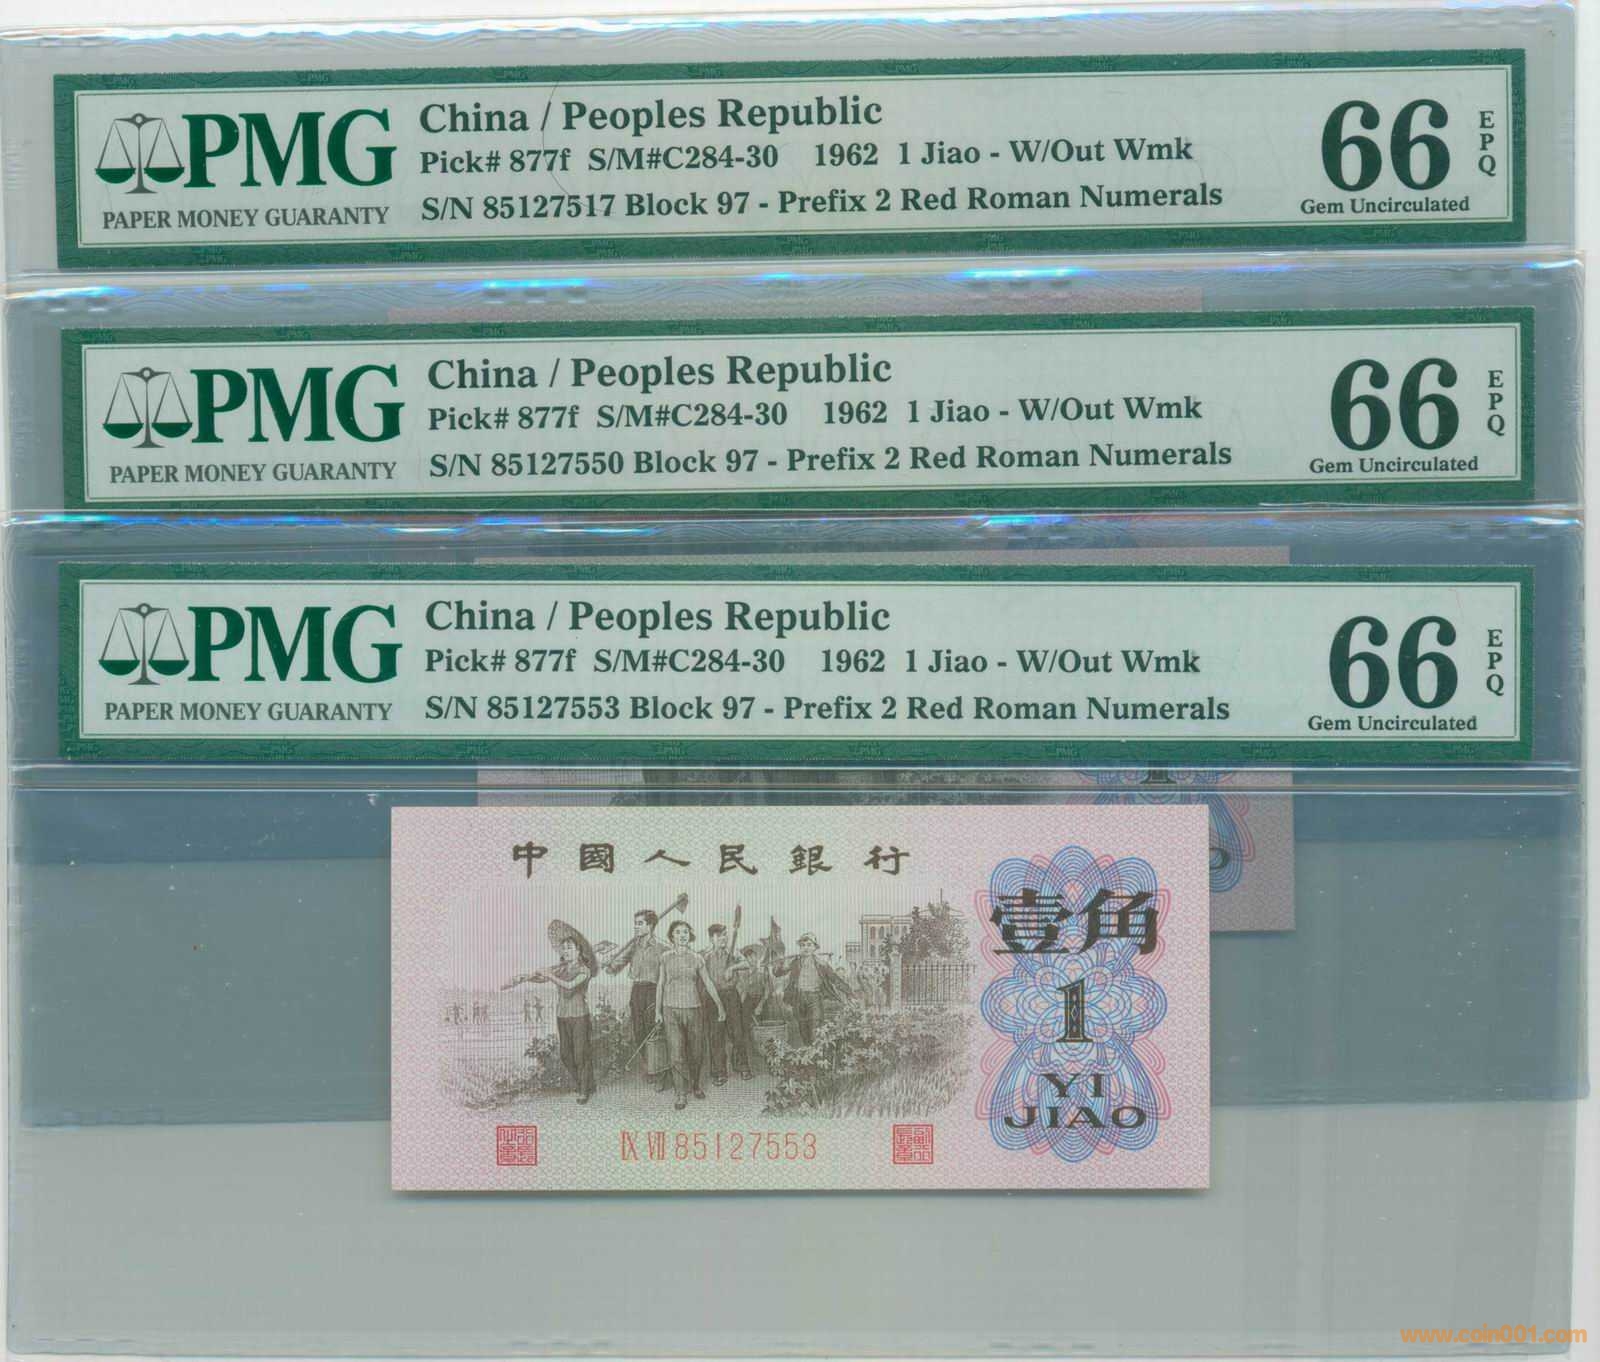 PMG
PAPER MONEY GUARANTY
China / Peoples Republic
Pick# 877f S/M#C284-30 1962 1 Jiao - W/Out Wmk
S/N 85127517 Block 97 - Prefix 2 Red Roman Numerals
66
EPQ
Gem Uncirculated
PMG
PAPER MONEY GUARANTY
China / Peoples Republic
Pick# 877f S/M#C284-30 1962 1 Jiao - W/Out Wmk
S/N 85127550 Block 97 - Prefix 2 Red Roman Numerals
66
EPQ
Gem Uncirculated
PMG
PAPER MONEY GUARANTY
China / Peoples Republic
Pick# 877f S/M#C284-30 1962 1 Jiao - W/Out Wmk
S/N 85127553 Block 97 - Prefix 2 Red Roman Numerals
66
EPQ
Gem Uncirculated
中國人民銀行
壹角
1
YI
JIAO
IX VII 85127553
www.coin001.com